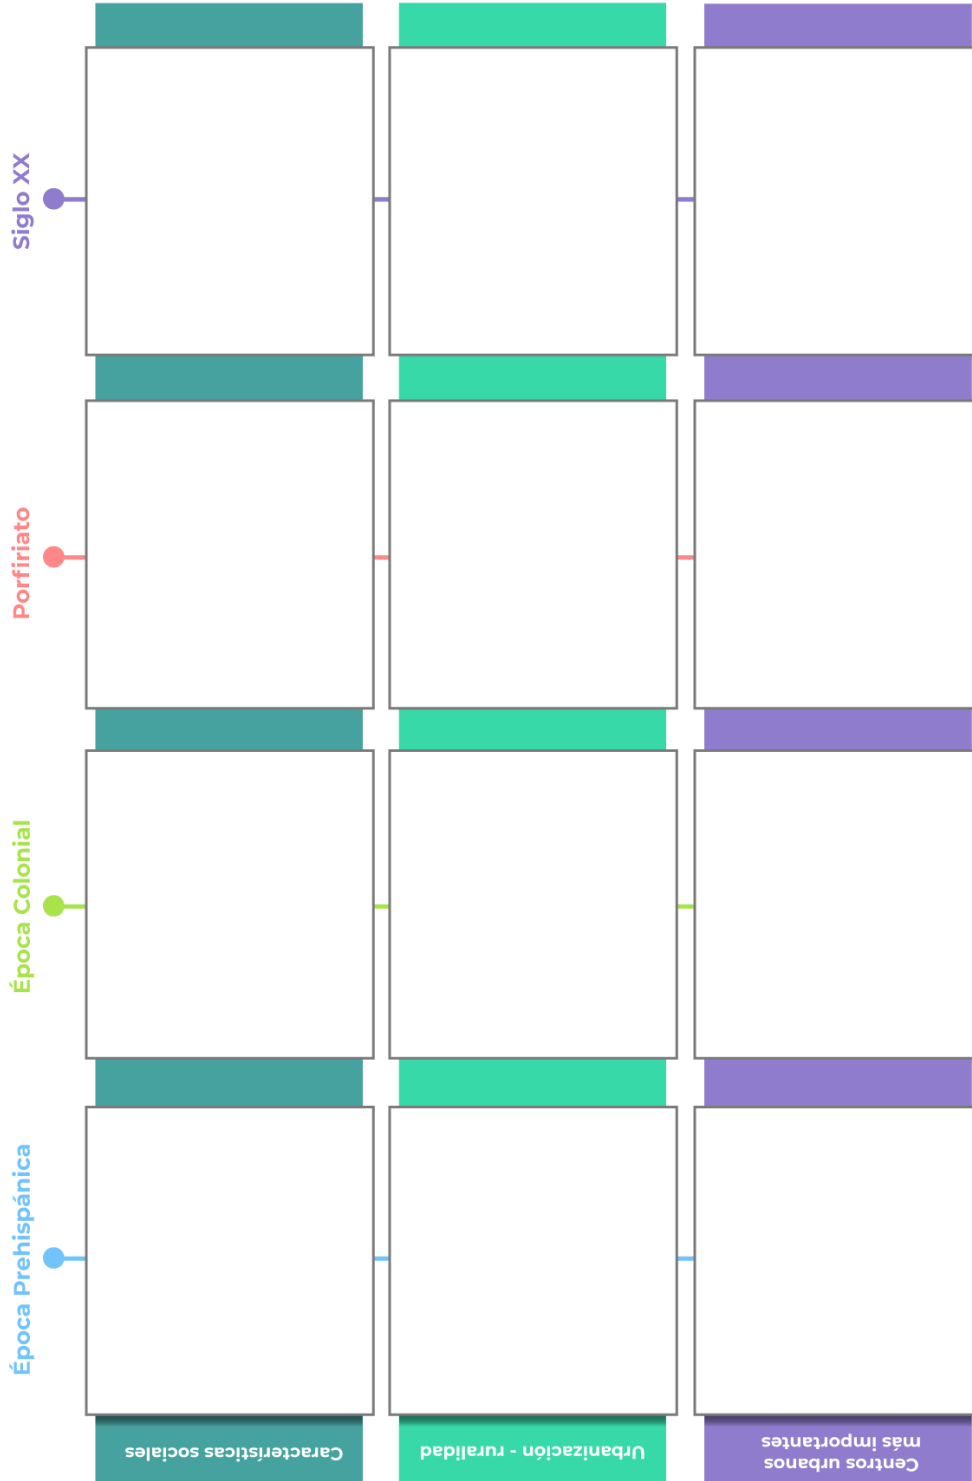 Siglo XX
Porfiriato
Época Colonial
Época Prehispánica
Características sociales
Urbanización - ruralidad
Centros urbanos
más importantes